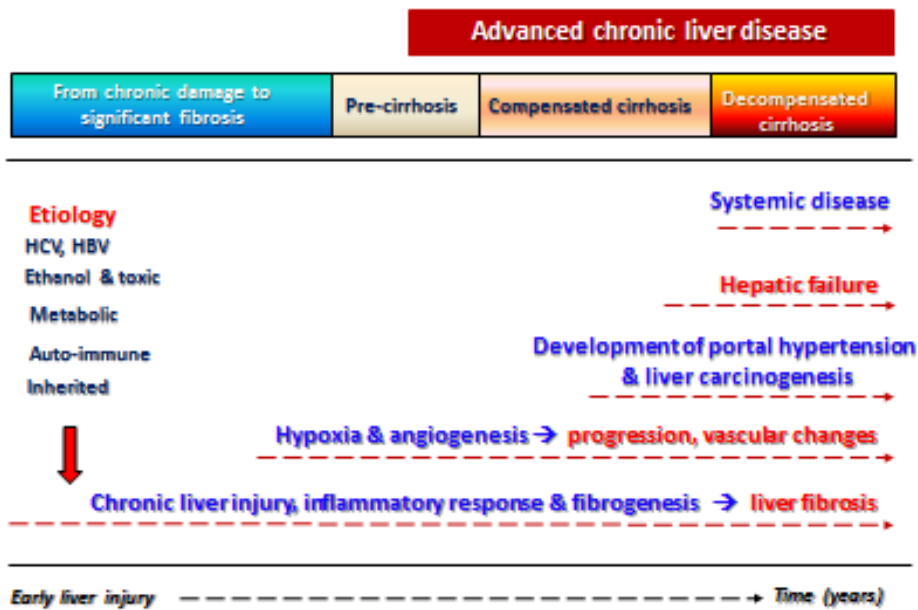 Advanced chronic liver disease
From chronic damage to
significant fibrosis
Pre-cirrhosis
Compensated cirrhosis
Decompensated
cirrhosis
Systemic disease
Etiology
HCV, HBV
Ethanol & toxic
Metabolic
Auto-immune
Inherited
Hepatic failure
Development of portal hypertension
& liver carcinogenesis
Hypoxia & angiogenesis → progression, vascular changes
Chronic liver injury, inflammatory response & fibrogenesis → liver fibrosis
Early liver injury
Time (years)